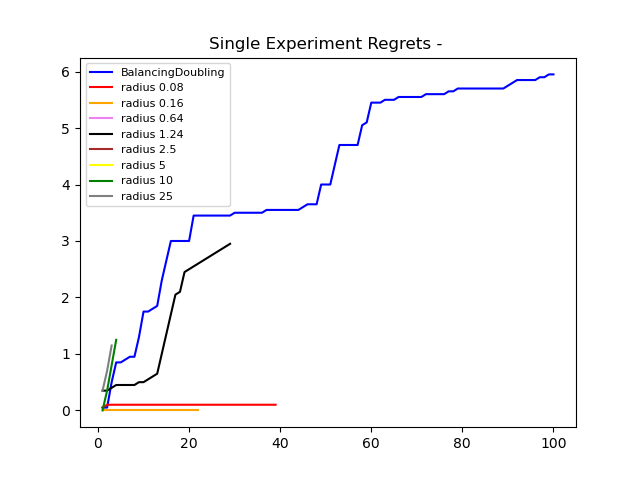 Single Experiment Regrets -
BalancingDoubling
radius 0.08
radius 0.16
radius 0.64
radius 1.24
radius 2.5
radius 5
radius 10
radius 25
6
5
4
3
2
1
0
0 20 40 60 80 100